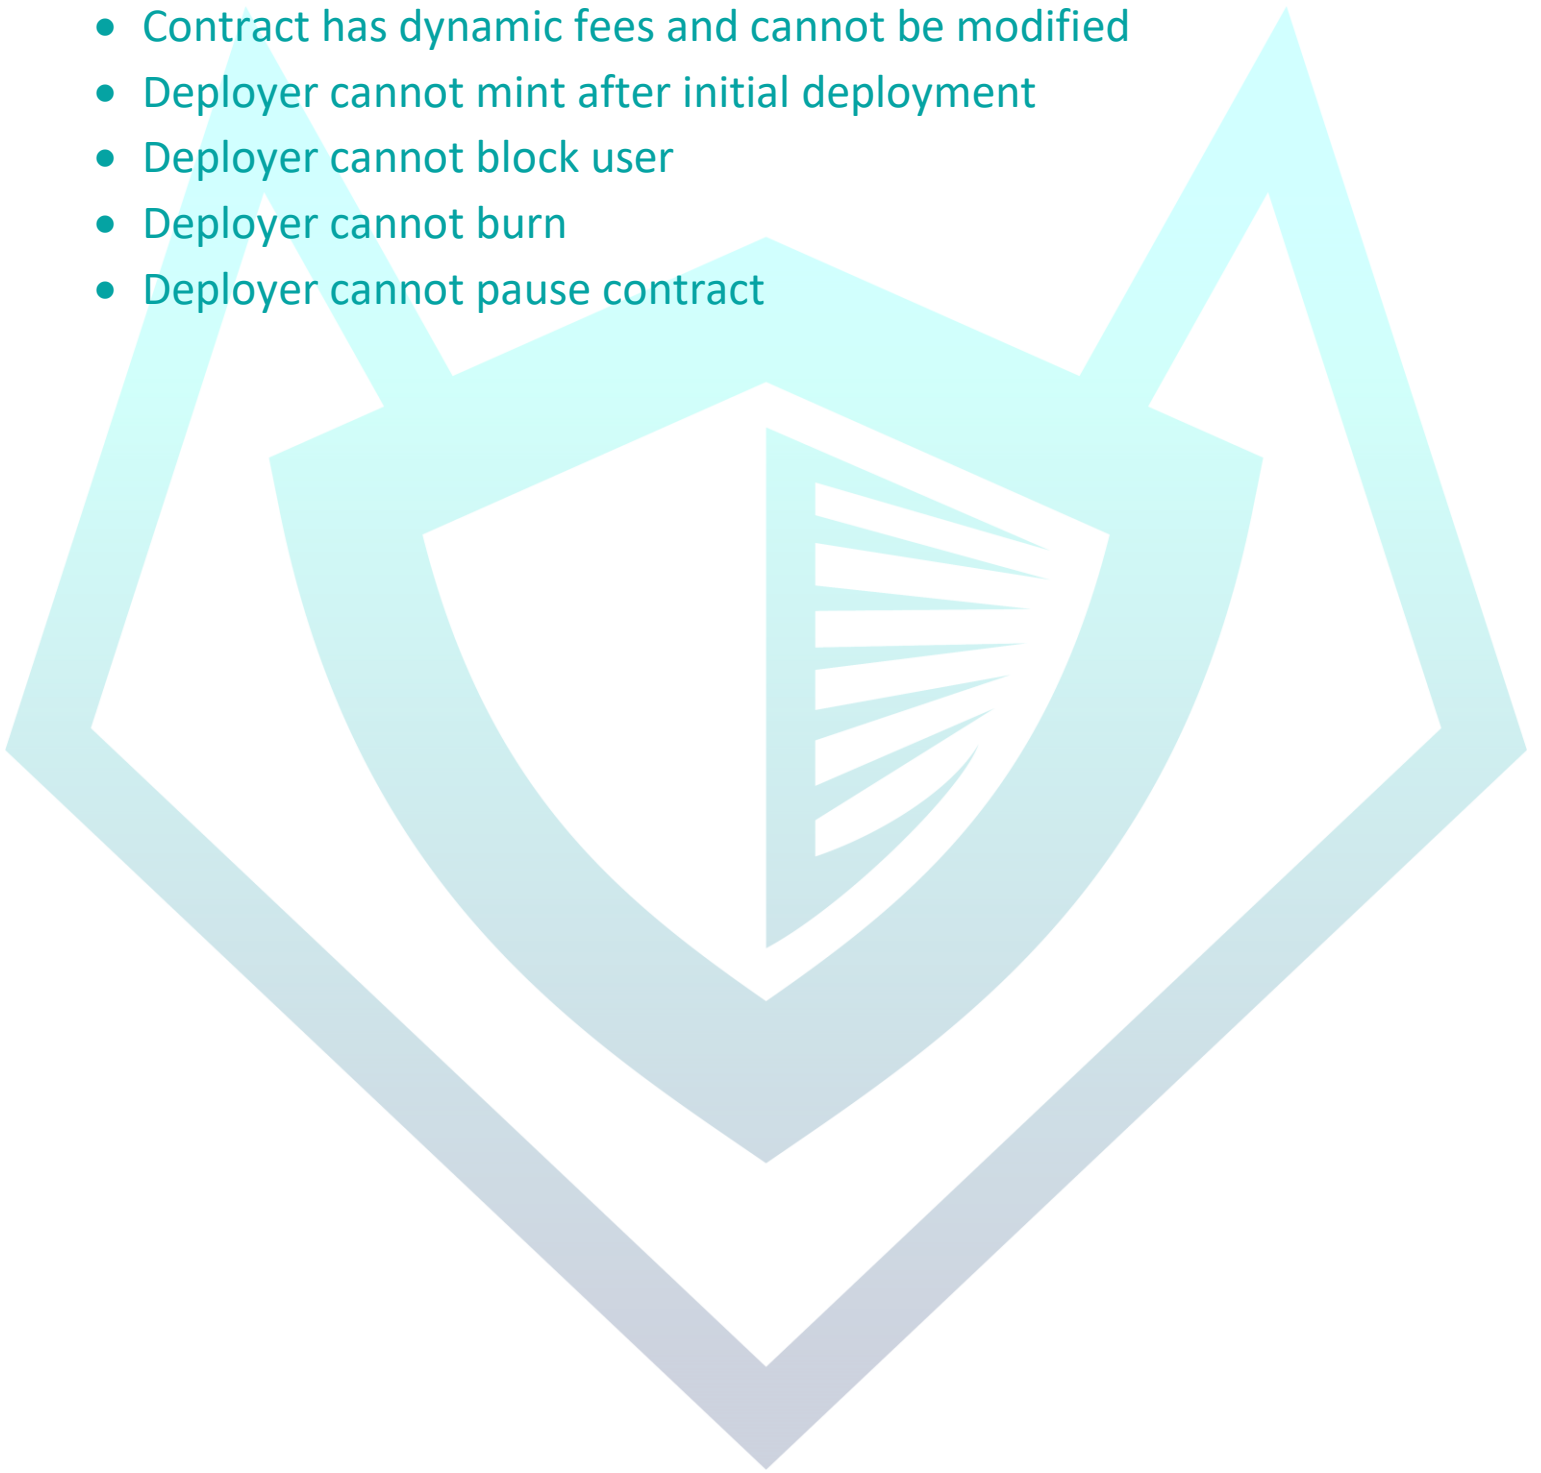 • Contract has dynamic fees and cannot be modified
• Deployer cannot mint after initial deployment
• Deployer cannot block user
• Deployer cannot burn
• Deployer cannot pause contract